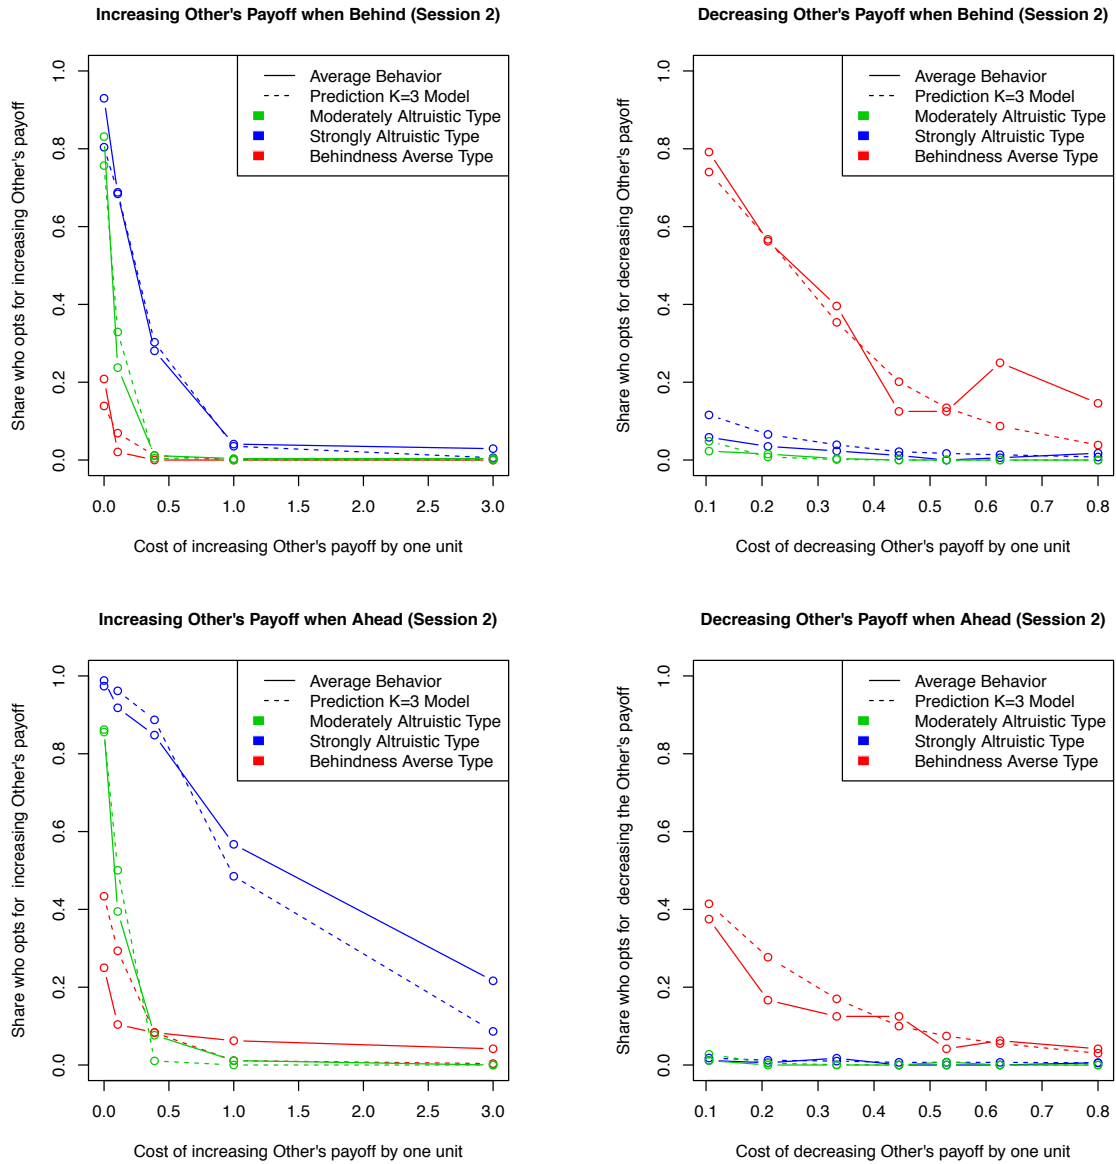 Increasing Other's Payoff when Behind (Session 2)
Share who opts for increasing Other's payoff
1.0
0.8
0.6
0.4
0.2
0.0
Average Behavior
Prediction K=3 Model
Moderately Altruistic Type
Strongly Altruistic Type
Behindness Averse Type
0.0 0.5 1.0 1.5 2.0 2.5 3.0
Cost of increasing Other's payoff by one unit
Decreasing Other's Payoff when Behind (Session 2)
Share who opts for decreasing Other's payoff
1.0
0.8
0.6
0.4
0.2
0.0
Average Behavior
Prediction K=3 Model
Moderately Altruistic Type
Strongly Altruistic Type
Behindness Averse Type
0.1 0.2 0.3 0.4 0.5 0.6 0.7 0.8
Cost of decreasing Other's payoff by one unit
Increasing Other's Payoff when Ahead (Session 2)
Share who opts for increasing Other's payoff
1.0
0.8
0.6
0.4
0.2
0.0
Average Behavior
Prediction K=3 Model
Moderately Altruistic Type
Strongly Altruistic Type
Behindness Averse Type
0.0 0.5 1.0 1.5 2.0 2.5 3.0
Cost of increasing Other's payoff by one unit
Decreasing Other's Payoff when Ahead (Session 2)
Share who opts for decreasing the Other's payoff
1.0
0.8
0.6
0.4
0.2
0.0
Average Behavior
Prediction K=3 Model
Moderately Altruistic Type
Strongly Altruistic Type
Behindness Averse Type
0.1 0.2 0.3 0.4 0.5 0.6 0.7 0.8
Cost of decreasing Other's payoff by one unit